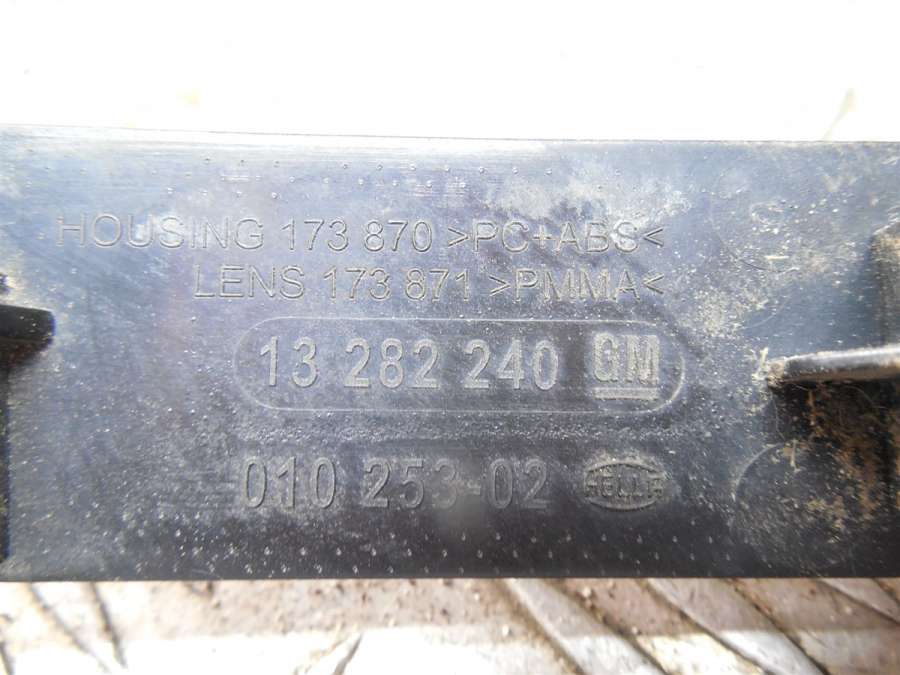 HOUSING 173 870 >PC+ABS<
LENS 173 871 >PMMA<
13 282 240 GM
010 253-02 HELLA